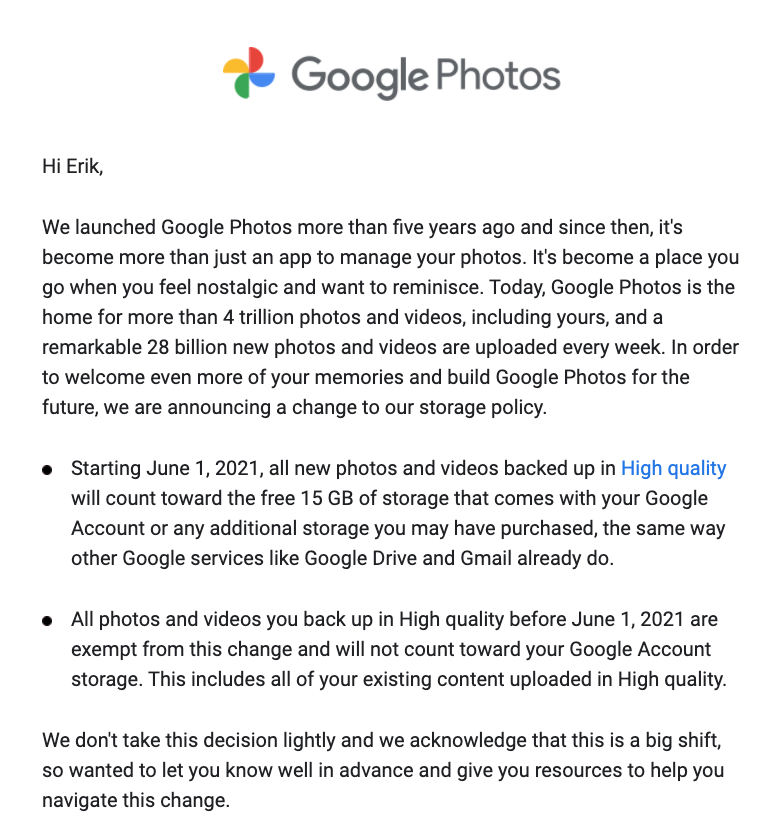 Google Photos
Hi Erik,
We launched Google Photos more than five years ago and since then, it's
become more than just an app to manage your photos. It's become a place you
go when you feel nostalgic and want to reminisce. Today, Google Photos is the
home for more than 4 trillion photos and videos, including yours, and a
remarkable 28 billion new photos and videos are uploaded every week. In order
to welcome even more of your memories and build Google Photos for the
future, we are announcing a change to our storage policy.
● Starting June 1, 2021, all new photos and videos backed up in High quality
will count toward the free 15 GB of storage that comes with your Google
Account or any additional storage you may have purchased, the same way
other Google services like Google Drive and Gmail already do.
● All photos and videos you back up in High quality before June 1, 2021 are
exempt from this change and will not count toward your Google Account
storage. This includes all of your existing content uploaded in High quality.
We don't take this decision lightly and we acknowledge that this is a big shift,
so wanted to let you know well in advance and give you resources to help you
navigate this change.